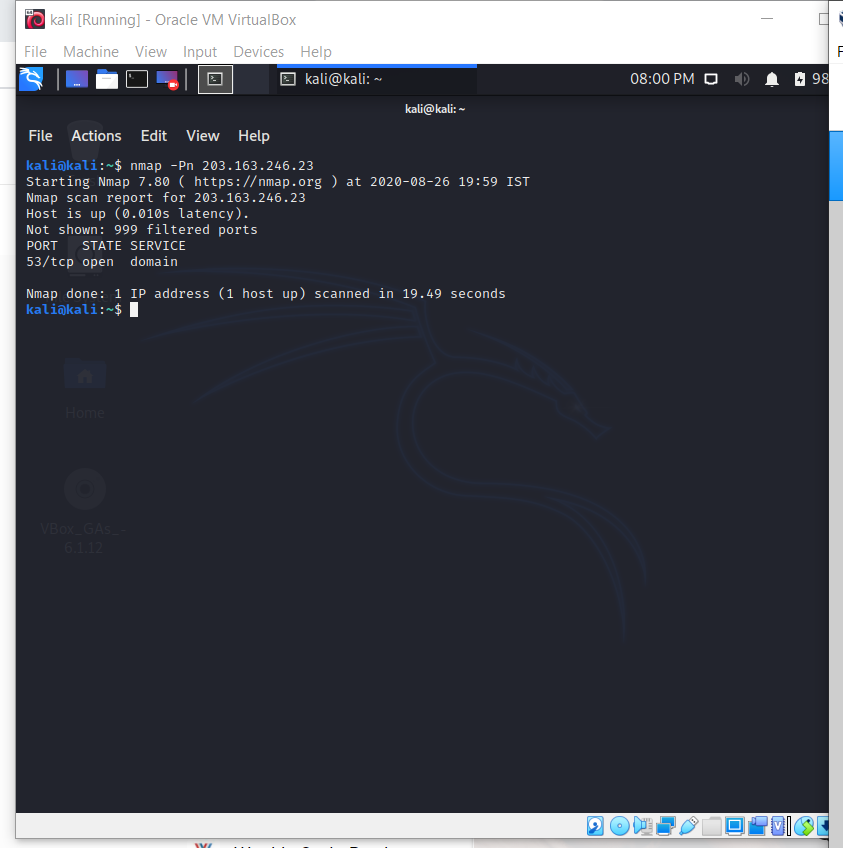 kali [Running] - Oracle VM VirtualBox
File Machine View Input Devices Help
kali@kali: ~ 08:00 PM 98
kali@kali: ~
File Actions Edit View Help
kali@kali:~$ nmap -Pn 203.163.246.23
Starting Nmap 7.80 ( https://nmap.org ) at 2020-08-26 19:59 IST
Nmap scan report for 203.163.246.23
Host is up (0.010s latency).
Not shown: 999 filtered ports
PORT   STATE SERVICE
53/tcp open  domain
Nmap done: 1 IP address (1 host up) scanned in 19.49 seconds
kali@kali:~$
Home
VBox_GAs_-
6.1.12